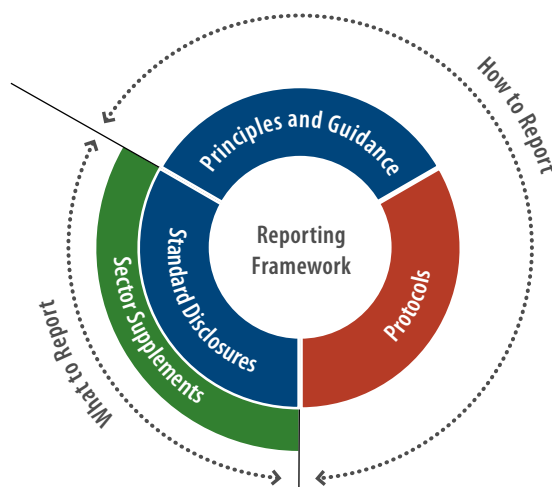 How to Report
Principles and Guidance
Reporting
Framework
Standard Disclosures
Protocols
Sector Supplements
What to Report